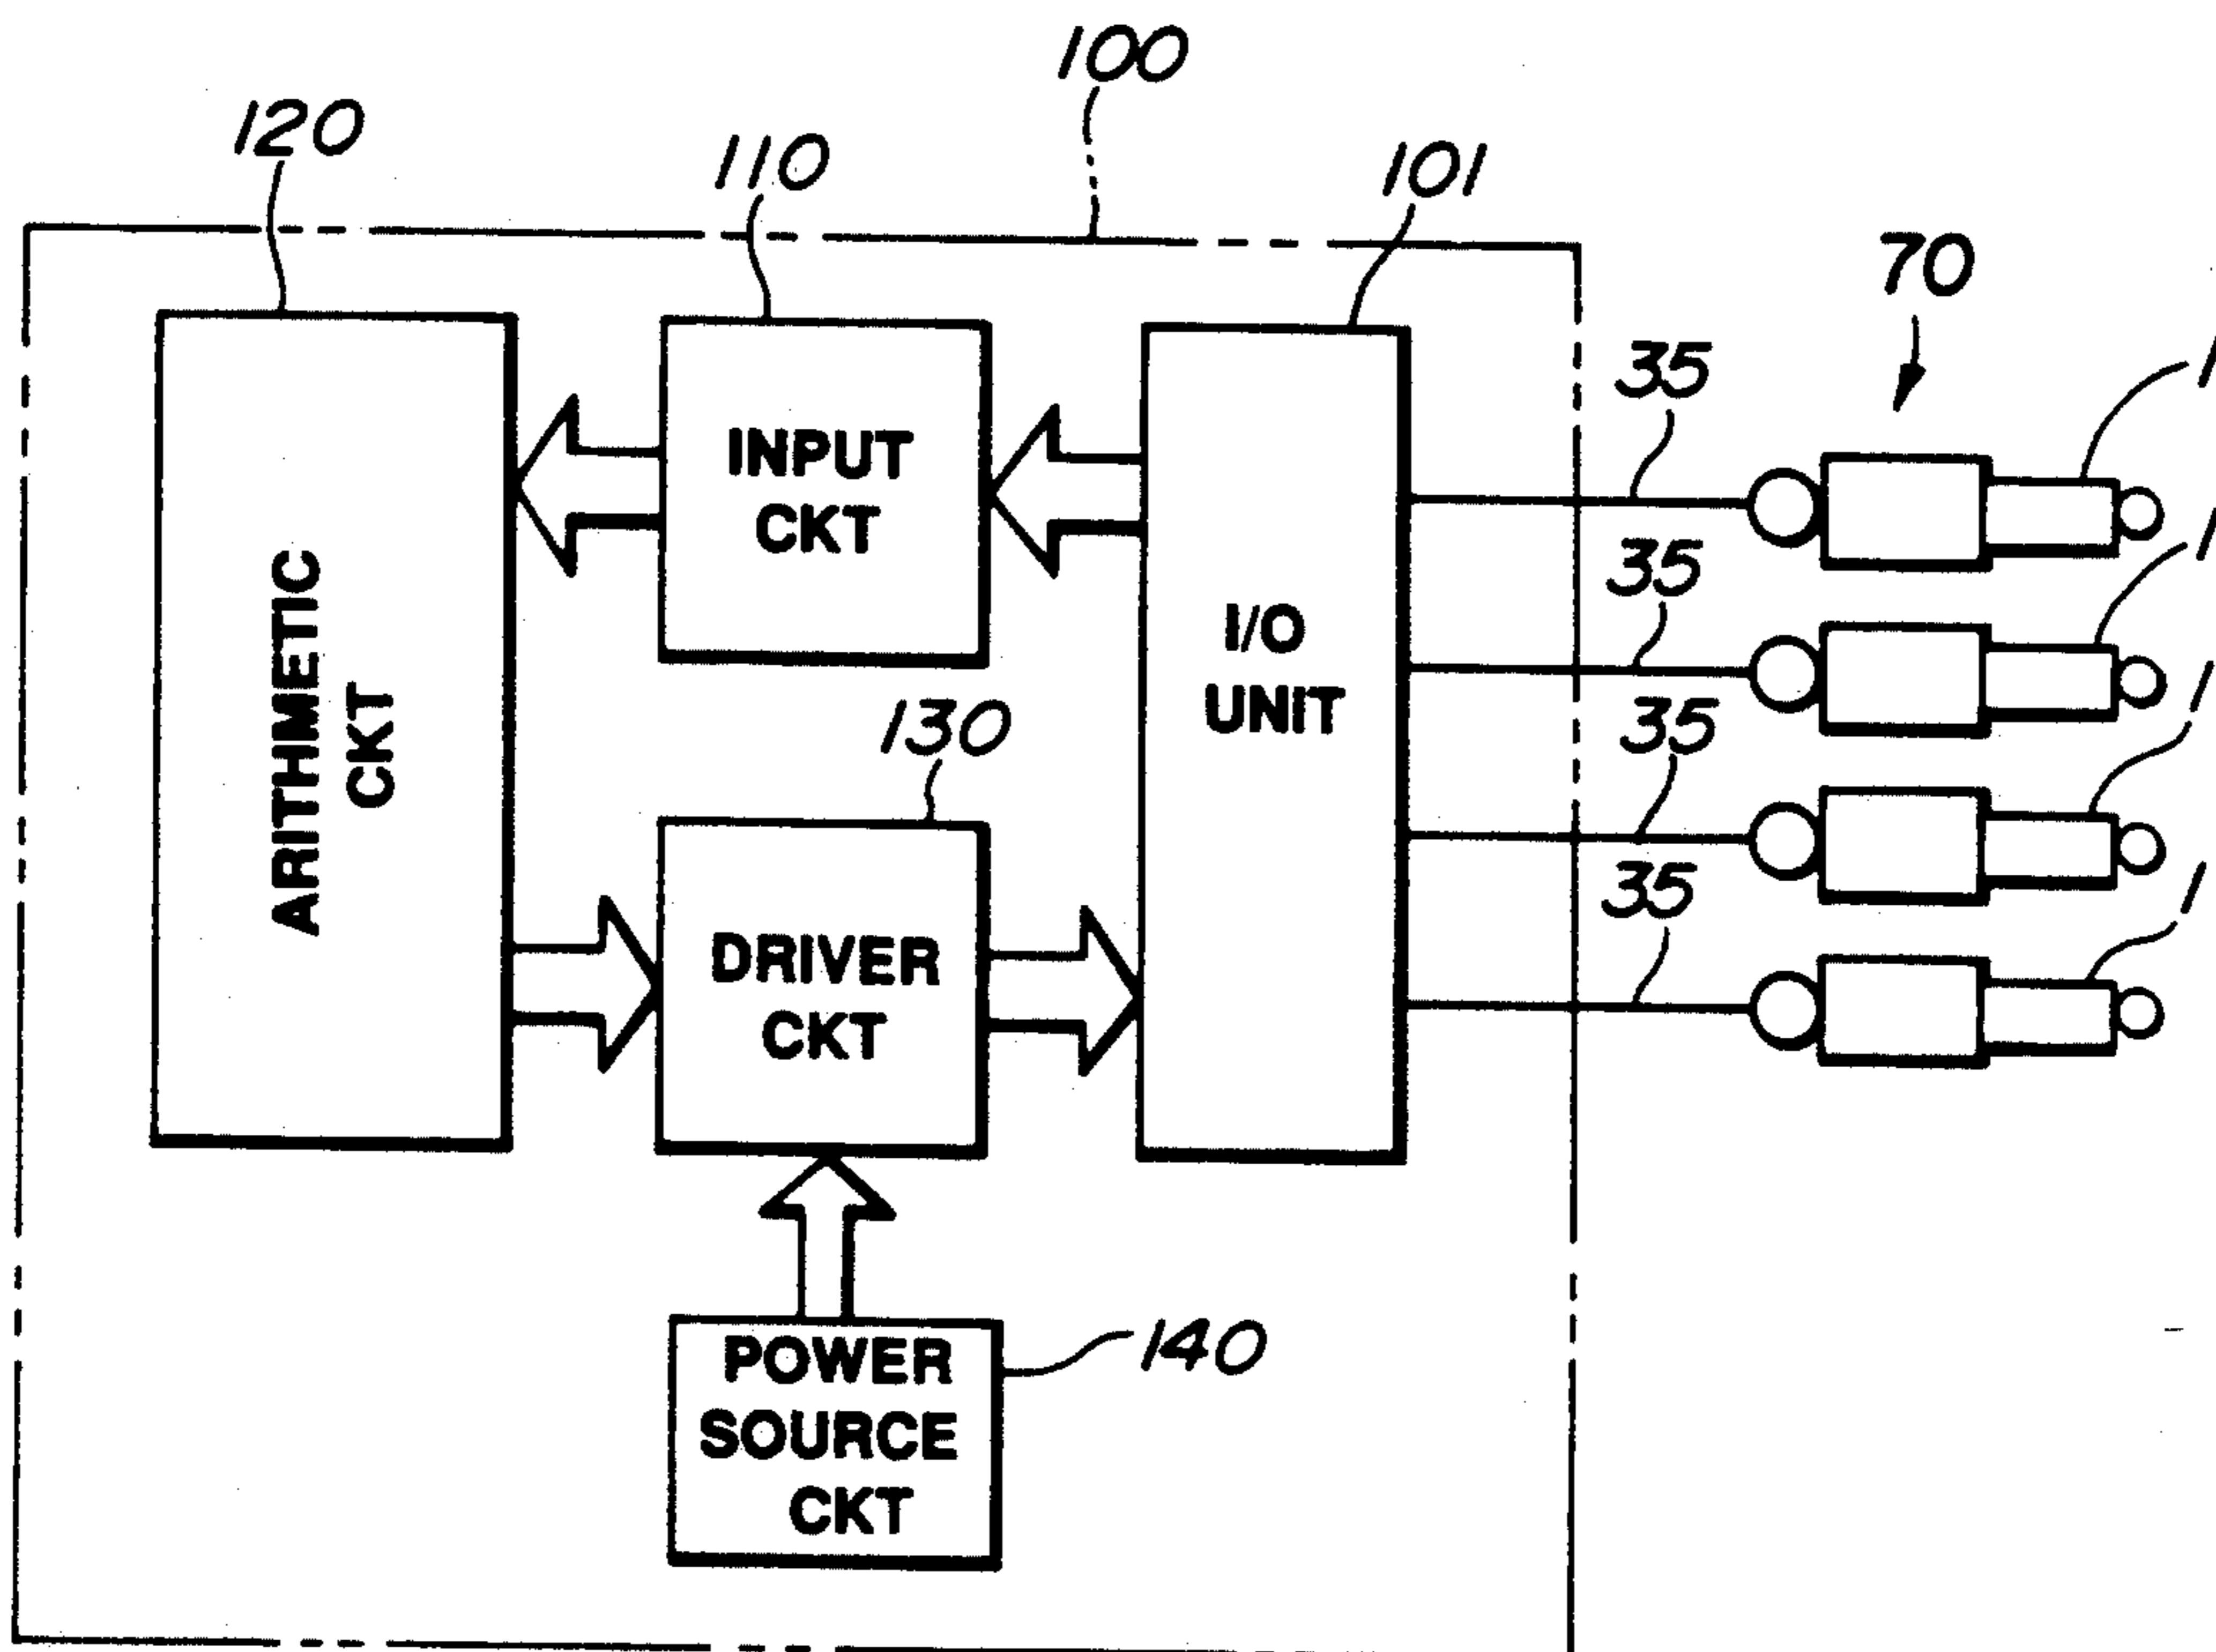 100
120
110
101
70
35
INPUT
CKT
35
I/O
UNIT
ARITHMETIC
CKT
130
35
35
DRIVER
CKT
POWER
SOURCE
CKT
140